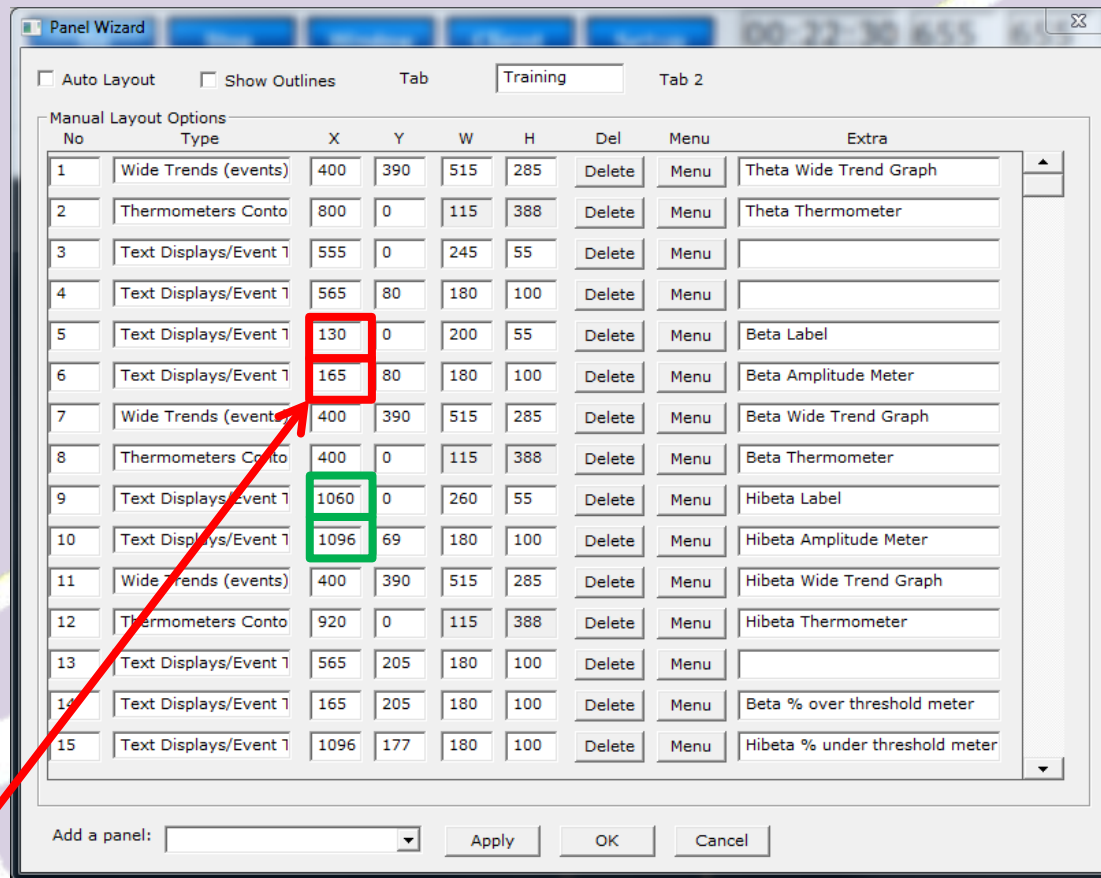 Panel Wizard
00:22:30 655 655
Auto Layout Show Outlines Tab Training Tab 2
Manual Layout Options
No Type X Y W H Del Menu Extra
1 Wide Trends (events) 400 390 515 285 Delete Menu Theta Wide Trend Graph
2 Thermometers Conto 800 0 115 388 Delete Menu Theta Thermometer
3 Text Displays/Event T 555 0 245 55 Delete Menu
4 Text Displays/Event T 565 80 180 100 Delete Menu
5 Text Displays/Event T 130 0 200 55 Delete Menu Beta Label
6 Text Displays/Event T 165 80 180 100 Delete Menu Beta Amplitude Meter
7 Wide Trends (events) 400 390 515 285 Delete Menu Beta Wide Trend Graph
8 Thermometers Conto 400 0 115 388 Delete Menu Beta Thermometer
9 Text Displays/Event T 1060 0 260 55 Delete Menu Hibeta Label
10 Text Displays/Event T 1096 69 180 100 Delete Menu Hibeta Amplitude Meter
11 Wide Trends (events) 400 390 515 285 Delete Menu Hibeta Wide Trend Graph
12 Thermometers Conto 920 0 115 388 Delete Menu Hibeta Thermometer
13 Text Displays/Event T 565 205 180 100 Delete Menu
14 Text Displays/Event T 165 205 180 100 Delete Menu Beta % over threshold meter
15 Text Displays/Event T 1096 177 180 100 Delete Menu Hibeta % under threshold meter
Add a panel: Apply OK Cancel